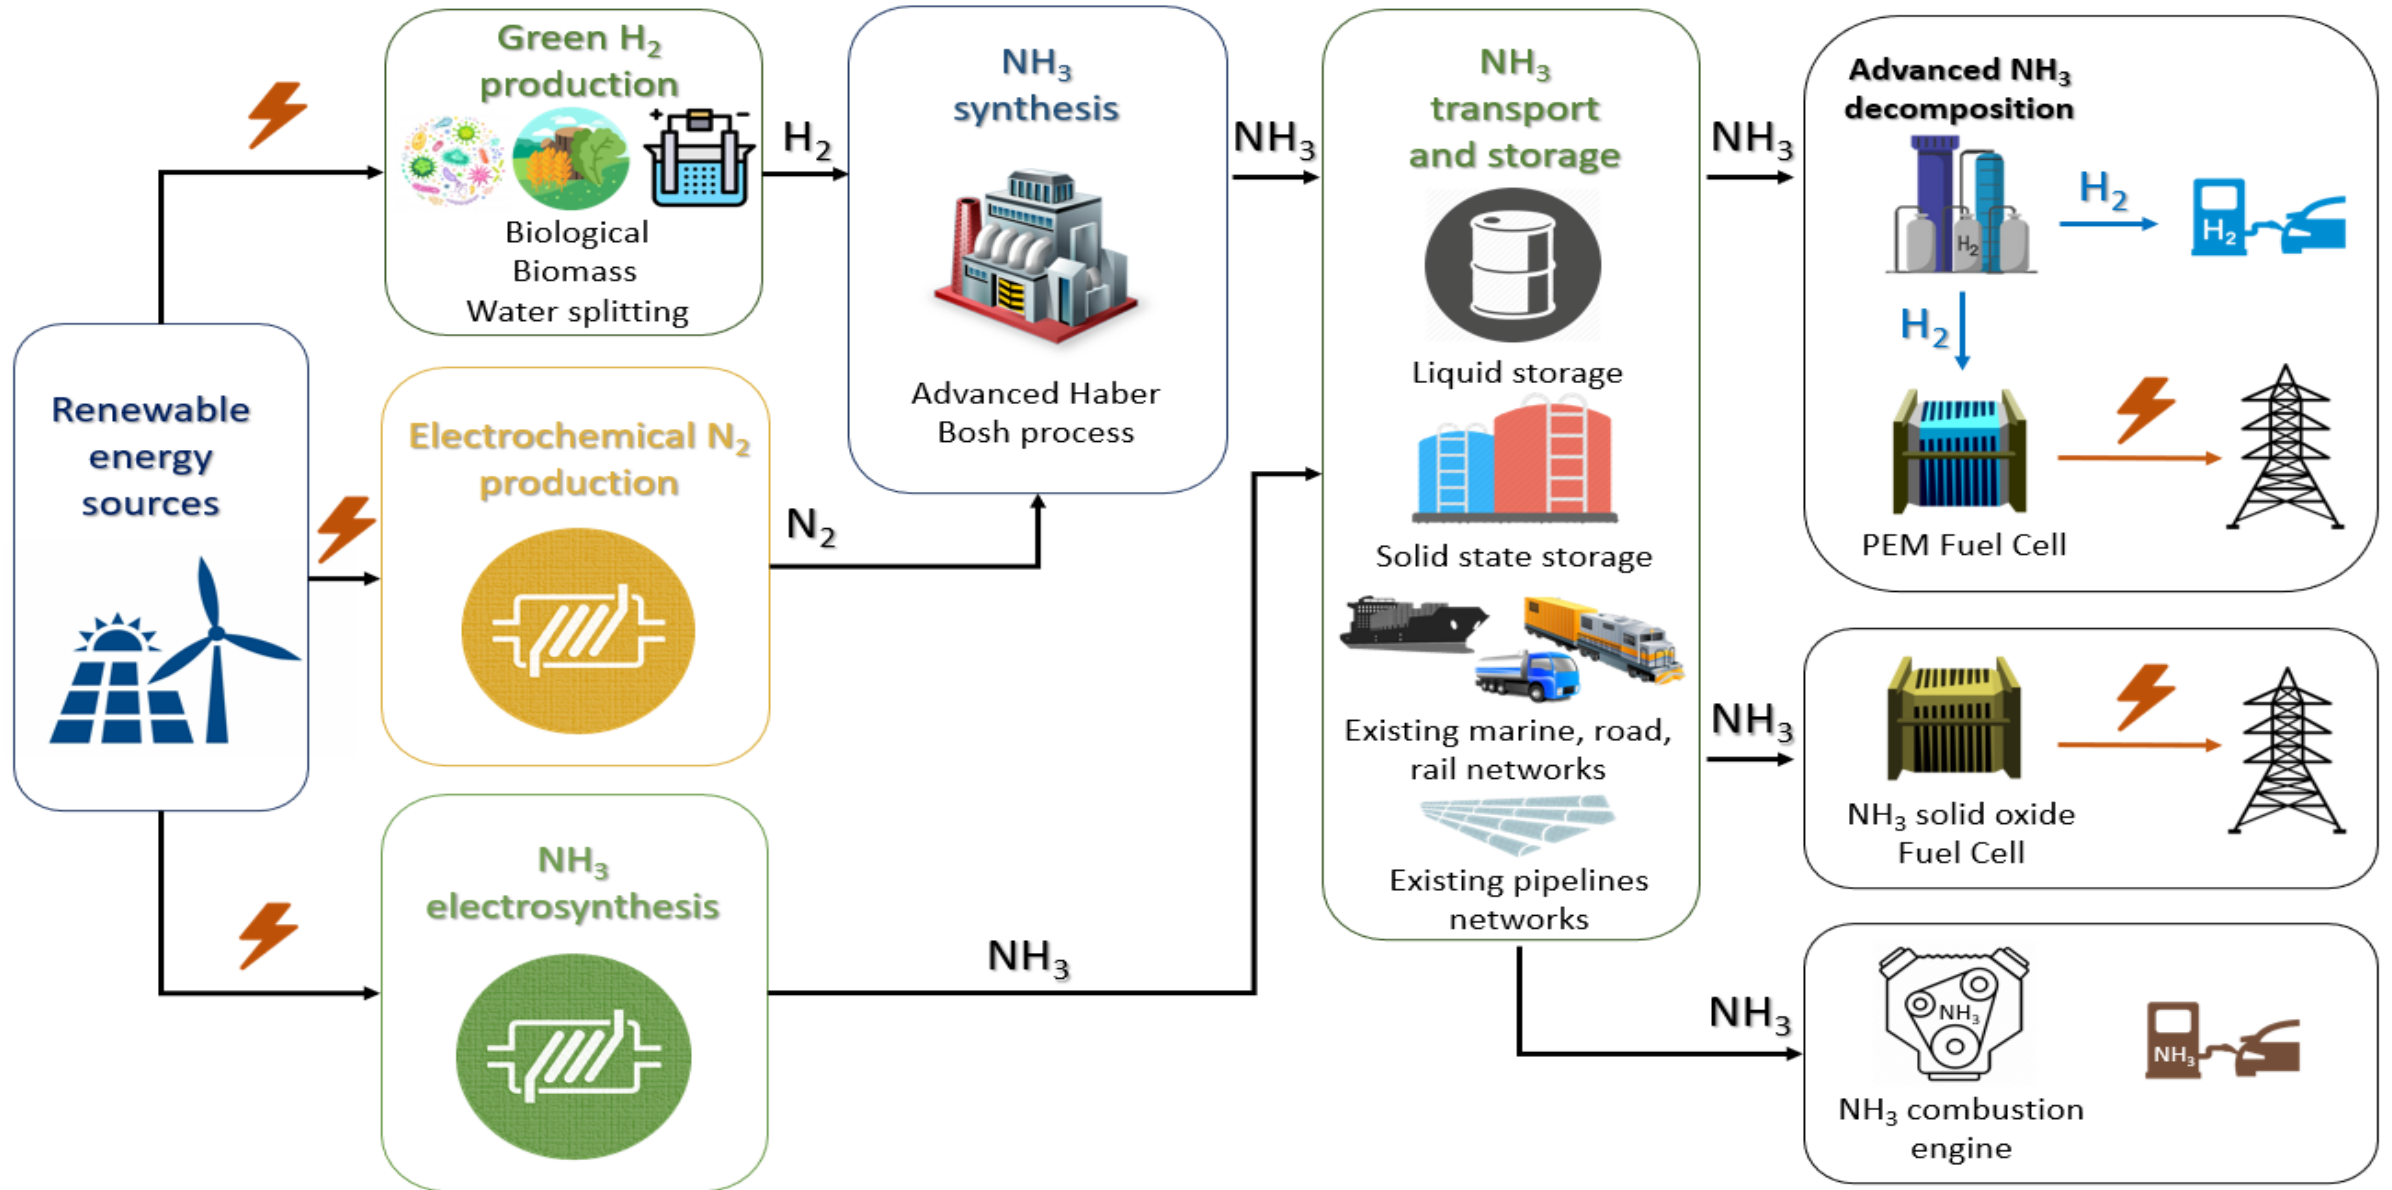 Green H₂
production
Biological
Biomass
Water splitting
H₂
NH₃
synthesis
Advanced Haber
Bosh process
NH₃
NH₃
transport
and storage
Liquid storage
Solid state storage
Existing marine, road,
rail networks
Existing pipelines
networks
NH₃
Advanced NH₃
decomposition
H₂
H₂
H₂
H₂
PEM Fuel Cell
Renewable
energy
sources
Electrochemical N₂
production
N₂
NH₃
electrosynthesis
NH₃
NH₃
NH₃ solid oxide
Fuel Cell
NH₃
NH₃
NH₃
NH₃ combustion
engine